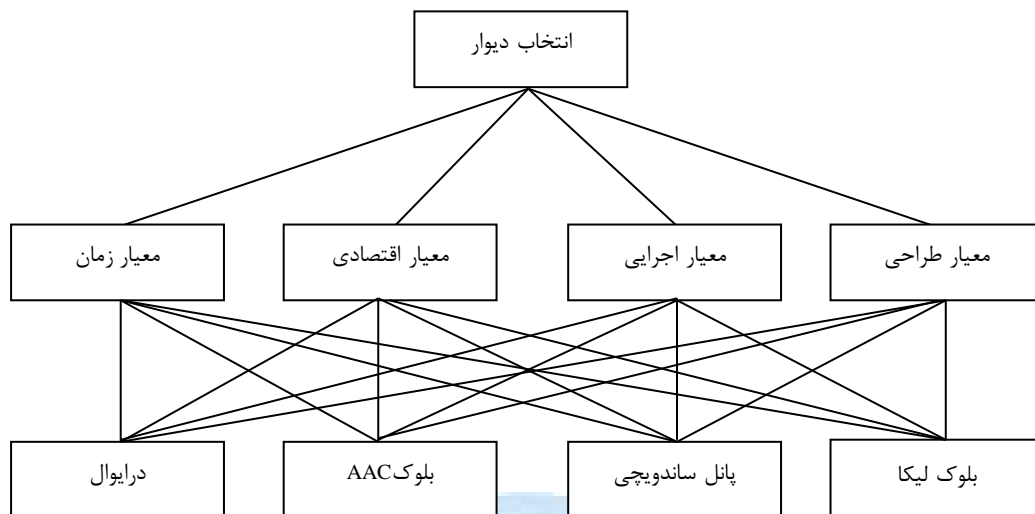 انتخاب دیوار
معیار طراحی
معیار اجرایی
معیار اقتصادی
معیار زمان
بلوک لیکا
پانل ساندویچی
بلوکAAC
درایوال